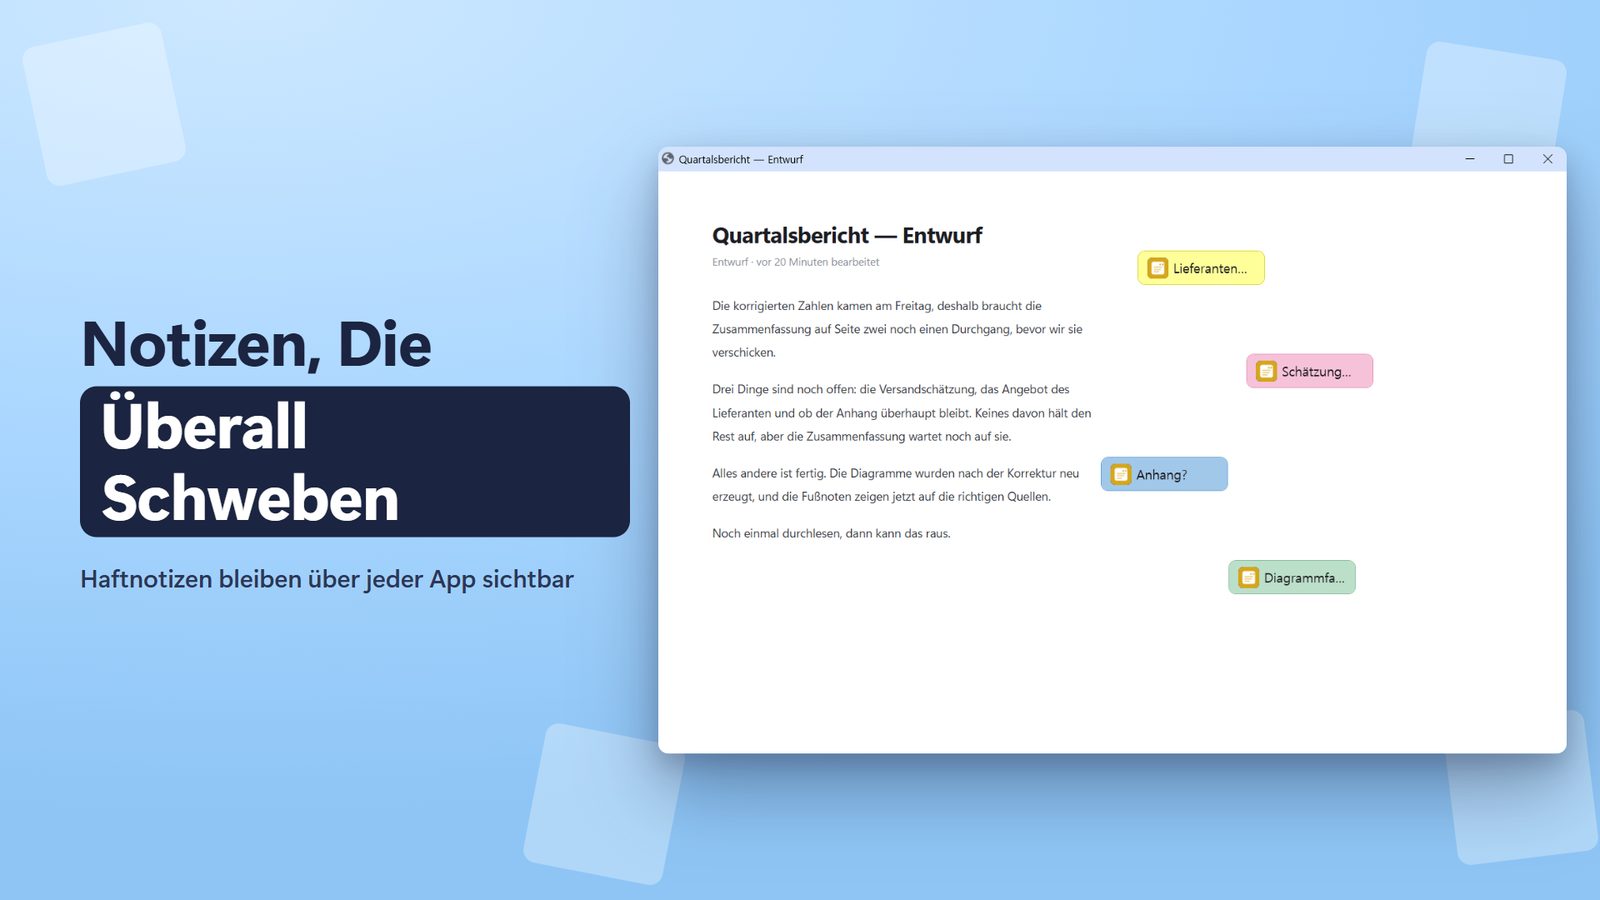 Notizen, Die
Überall
Schweben
Haftnotizen bleiben über jeder App sichtbar
Quartalsbericht — Entwurf
Quartalsbericht — Entwurf
Entwurf · vor 20 Minuten bearbeitet
Die korrigierten Zahlen kamen am Freitag, deshalb braucht die
Zusammenfassung auf Seite zwei noch einen Durchgang, bevor wir sie
verschicken.
Drei Dinge sind noch offen: die Versandschätzung, das Angebot des
Lieferanten und ob der Anhang überhaupt bleibt. Keines davon hält den
Rest auf, aber die Zusammenfassung wartet noch auf sie.
Alles andere ist fertig. Die Diagramme wurden nach der Korrektur neu
erzeugt, und die Fußnoten zeigen jetzt auf die richtigen Quellen.
Noch einmal durchlesen, dann kann das raus.
Lieferanten...
Schätzung...
Anhang?
Diagrammfa...